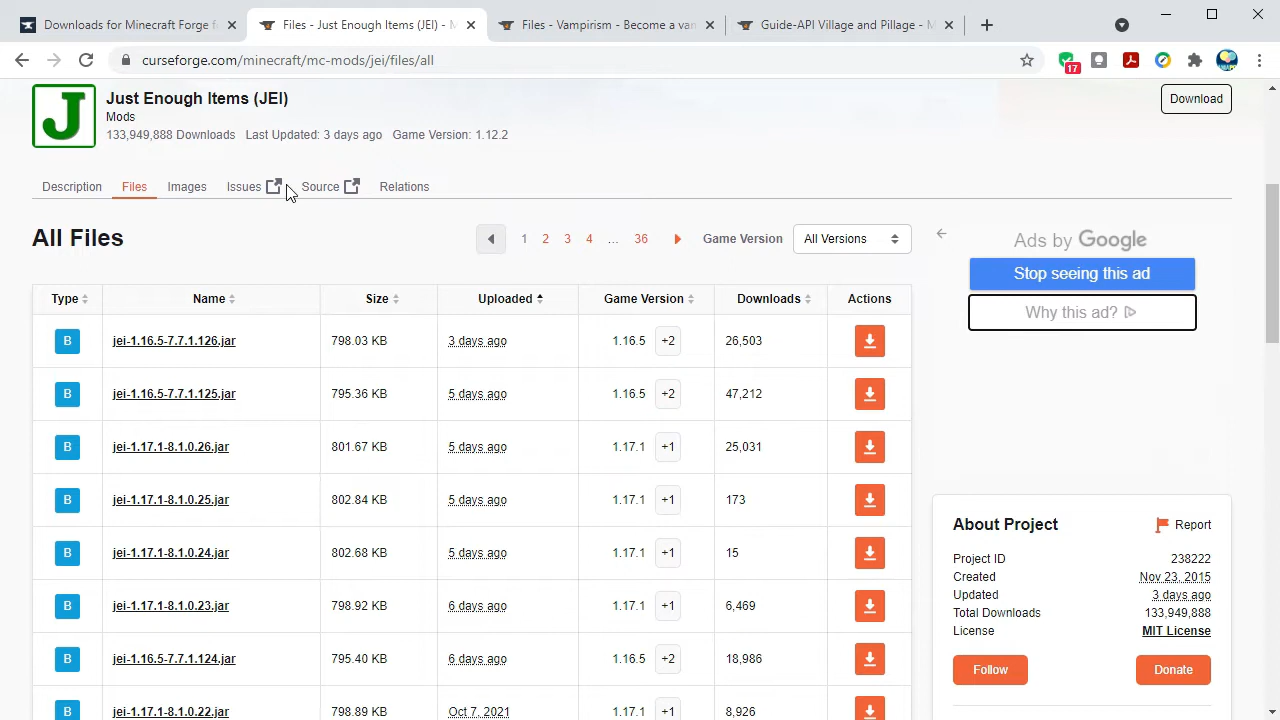 Downloads for Minecraft Forge f
Files - Just Enough Items (JEI) - M
Files - Vampirism - Become a va
Guide-API Village and Pillage - M
curseforge.com/minecraft/mc-mods/jei/files/all
17
J
Just Enough Items (JEI)
Mods
133,949,888 Downloads Last Updated: 3 days ago Game Version: 1.12.2
Download
Description Files Images Issues Source Relations
All Files
1 2 3 4 ... 36
Game Version All Versions
Ads by Google
Stop seeing this ad
Why this ad?
Type Name Size Uploaded Game Version Downloads Actions
B jei-1.16.5-7.7.1.126.jar 798.03 KB 3 days ago 1.16.5 +2 26,503
B jei-1.16.5-7.7.1.125.jar 795.36 KB 5 days ago 1.16.5 +2 47,212
B jei-1.17.1-8.1.0.26.jar 801.67 KB 5 days ago 1.17.1 +1 25,031
B jei-1.17.1-8.1.0.25.jar 802.84 KB 5 days ago 1.17.1 +1 173
B jei-1.17.1-8.1.0.24.jar 802.68 KB 5 days ago 1.17.1 +1 15
B jei-1.17.1-8.1.0.23.jar 798.92 KB 6 days ago 1.17.1 +1 6,469
B jei-1.16.5-7.7.1.124.jar 795.40 KB 6 days ago 1.16.5 +2 18,986
B jei-1.17.1-8.1.0.22.jar 798.89 KB Oct 7, 2021 1.17.1 +1 8,926
About Project
Report
Project ID 238222
Created Nov 23, 2015
Updated 3 days ago
Total Downloads 133,949,888
License MIT License
Follow
Donate